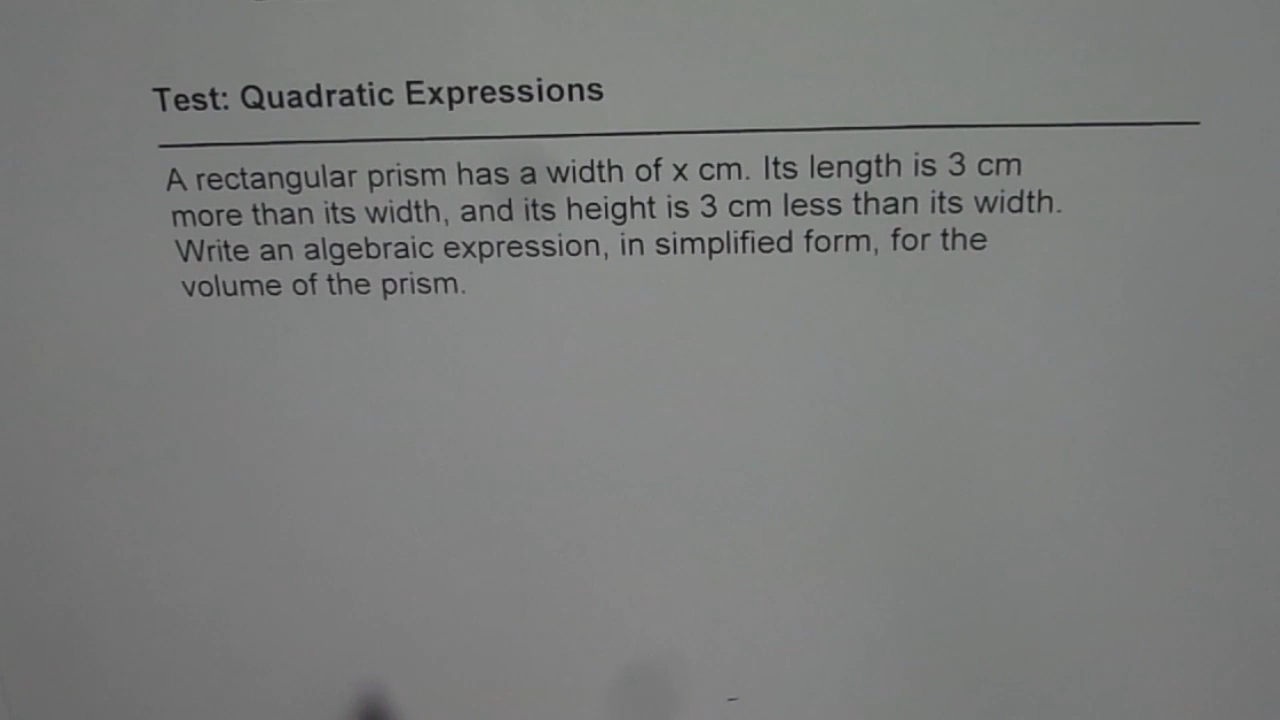 Test: Quadratic Expressions
A rectangular prism has a width of x cm. Its length is 3 cm
more than its width, and its height is 3 cm less than its width.
Write an algebraic expression, in simplified form, for the
volume of the prism.